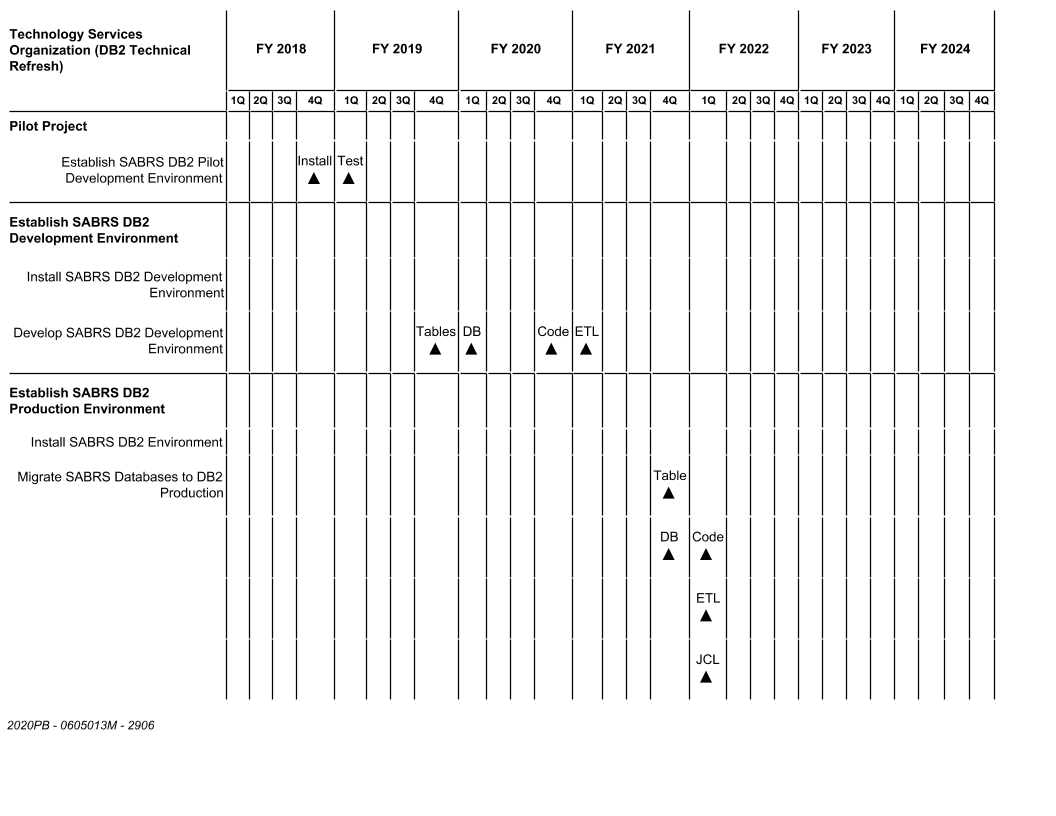 Technology Services
Organization (DB2 Technical
Refresh)
FY 2018 FY 2019 FY 2020 FY 2021 FY 2022 FY 2023 FY 2024
1Q 2Q 3Q 4Q 1Q 2Q 3Q 4Q 1Q 2Q 3Q 4Q 1Q 2Q 3Q 4Q 1Q 2Q 3Q 4Q 1Q 2Q 3Q 4Q 1Q 2Q 3Q 4Q
Pilot Project
Establish SABRS DB2 Pilot
Development Environment
Install Test
Establish SABRS DB2
Development Environment
Install SABRS DB2 Development
Environment
Develop SABRS DB2 Development
Environment
Tables DB Code ETL
Establish SABRS DB2
Production Environment
Install SABRS DB2 Environment
Migrate SABRS Databases to DB2
Production
Table
DB Code
ETL
JCL
2020PB - 0605013M - 2906